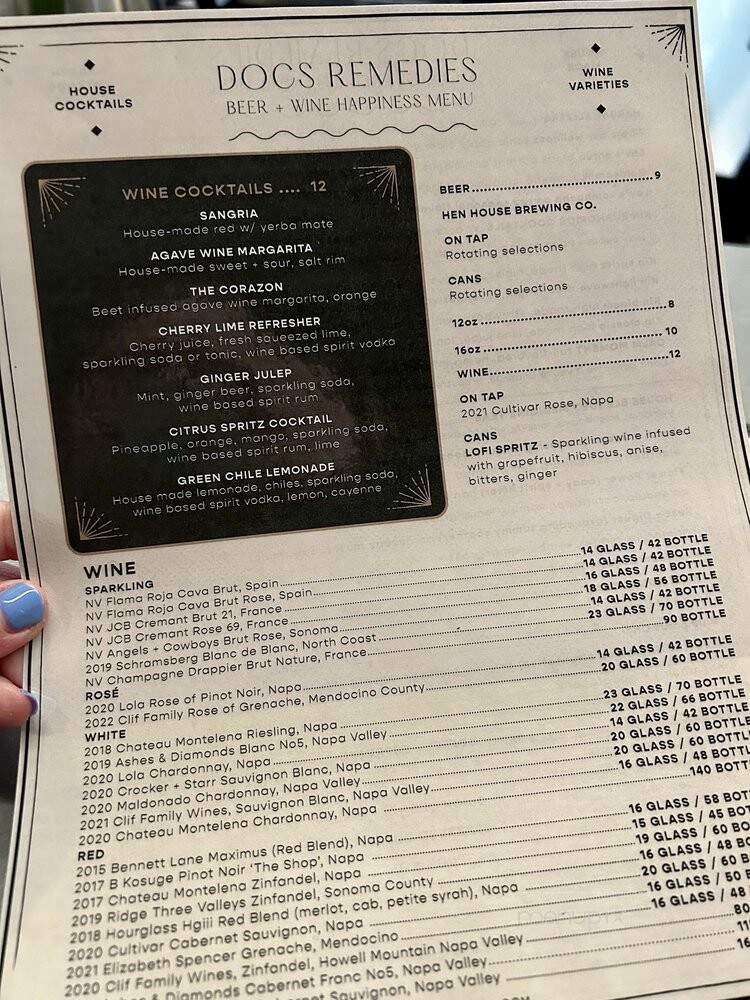 HOUSE
COCKTAILS
DOCS REMEDIES
BEER + WINE HAPPINESS MENU
WINE
VARIETIES
WINE COCKTAILS .... 12
SANGRIA
House-made red w/ yerba mate
AGAVE WINE MARGARITA
House-made sweet + sour, salt rim
THE CORAZON
Beet infused agave wine margarita, orange
CHERRY LIME REFRESHER
Cherry juice, fresh squeezed lime,
sparkling soda or tonic, wine based spirit vodka
GINGER JULEP
Mint, ginger beer, sparkling soda,
wine based spirit rum
CITRUS SPRITZ COCKTAIL
Pineapple, orange, mango, sparkling soda,
wine based spirit rum, lime
GREEN CHILE LEMONADE
House made lemonade, chiles, sparkling soda,
wine based spirit vodka, lemon, cayenne
BEER 9
HEN HOUSE BREWING CO.
ON TAP
Rotating selections
CANS
Rotating selections
12oz 8
16oz 10
WINE 12
ON TAP
2021 Cultivar Rose, Napa
CANS
LOFI SPRITZ - Sparkling wine infused
with grapefruit, hibiscus, anise,
bitters, ginger
WINE
SPARKLING
NV Flama Roja Cava Brut, Spain 14 GLASS / 42 BOTTLE
NV Flama Roja Cava Brut Rose, Spain 14 GLASS / 42 BOTTLE
NV JCB Cremant Brut 21, France 16 GLASS / 48 BOTTLE
NV JCB Cremant Rose 69, France 18 GLASS / 56 BOTTLE
NV Angels + Cowboys Brut Rose, Sonoma 14 GLASS / 42 BOTTLE
2019 Schramsberg Blanc de Blanc, North Coast 23 GLASS / 70 BOTTLE
NV Champagne Drappier Brut Nature, France 90 BOTTLE
ROSÉ
2020 Lola Rose of Pinot Noir, Napa 14 GLASS / 42 BOTTLE
2022 Clif Family Rose of Grenache, Mendocino County 20 GLASS / 60 BOTTLE
WHITE
2018 Chateau Montelena Riesling, Napa 23 GLASS / 70 BOTTLE
2019 Ashes & Diamonds Blanc No5, Napa Valley 22 GLASS / 66 BOTTLE
2020 Lola Chardonnay, Napa 14 GLASS / 42 BOTTLE
2020 Crocker + Starr Sauvignon Blanc, Napa 20 GLASS / 60 BOTTLE
2020 Maldonado Chardonnay, Napa Valley 20 GLASS / 60 BOTTLE
2021 Clif Family Wines, Sauvignon Blanc, Napa Valley 16 GLASS / 48 BOTTLE
2020 Chateau Montelena Chardonnay, Napa 140 BOTT
RED
2015 Bennett Lane Maximus (Red Blend), Napa 16 GLASS / 58 BOT
2017 B Kosuge Pinot Noir 'The Shop', Napa 15 GLASS / 45 BOT
2017 Chateau Montelena Zinfandel, Napa 19 GLASS / 60 BO
2019 Ridge Three Valleys Zinfandel, Sonoma County 16 GLASS / 48 BO
2018 Hourglass Hgiii Red Blend (merlot, cab, petite syrah), Napa 20 GLASS / 60 B
2020 Cultivar Cabernet Sauvignon, Napa 16 GLASS / 50 B
2021 Elizabeth Spencer Grenache, Mendocino 16 GLASS / 48
2020 Clif Family Wines, Zinfandel, Howell Mountain Napa Valley 80
& Diamonds Cabernet Franc No5, Napa Valley 11
Sauvignon, Napa Valley 16